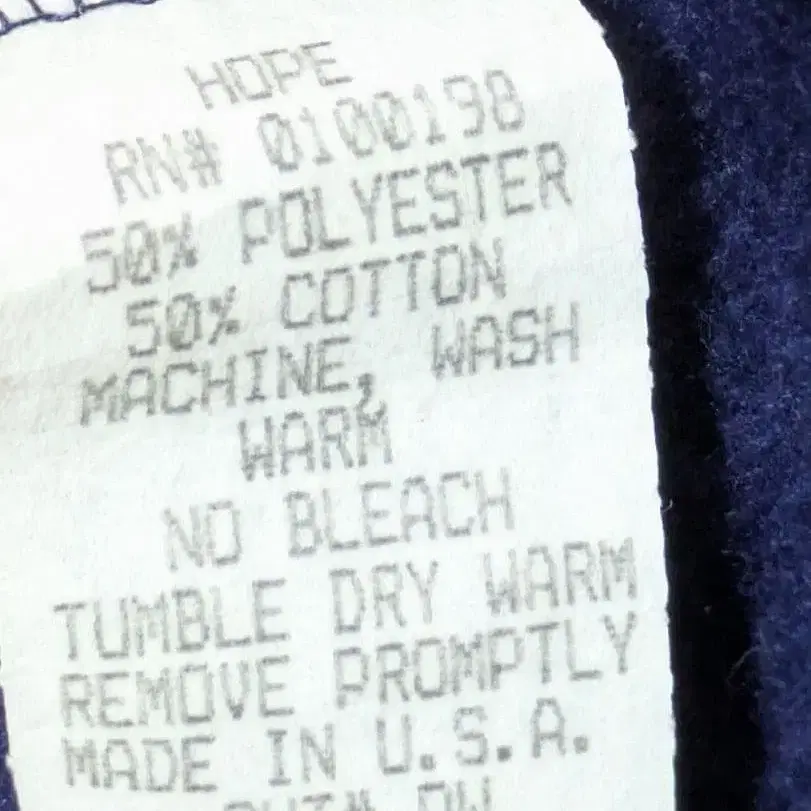 HOPE
RN# 0100198
50% POLYESTER
50% COTTON
MACHINE, WASH
WARM
NO BLEACH
TUMBLE DRY WARM
REMOVE PROMPTLY
MADE IN U.S.A.